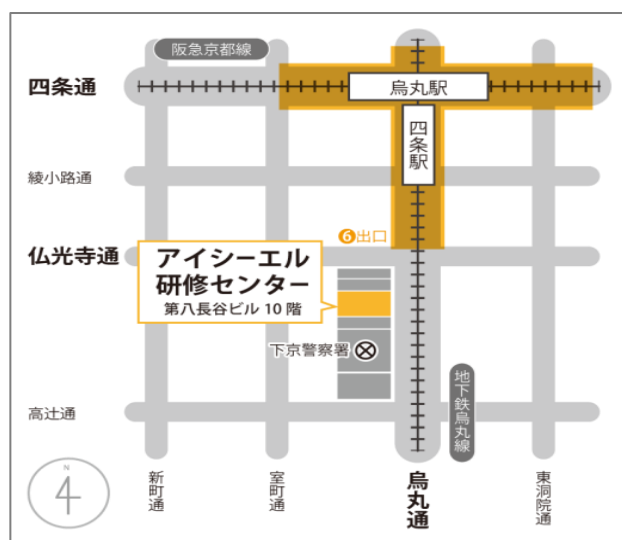 阪急京都線
四条通
烏丸駅
四条駅
綾小路通
❻出口
仏光寺通
アイシーエル
研修センター
第八長谷ビル 10 階
下京警察署
地下鉄烏丸線
高辻通
N
新町通
室町通
烏丸通
東洞院通